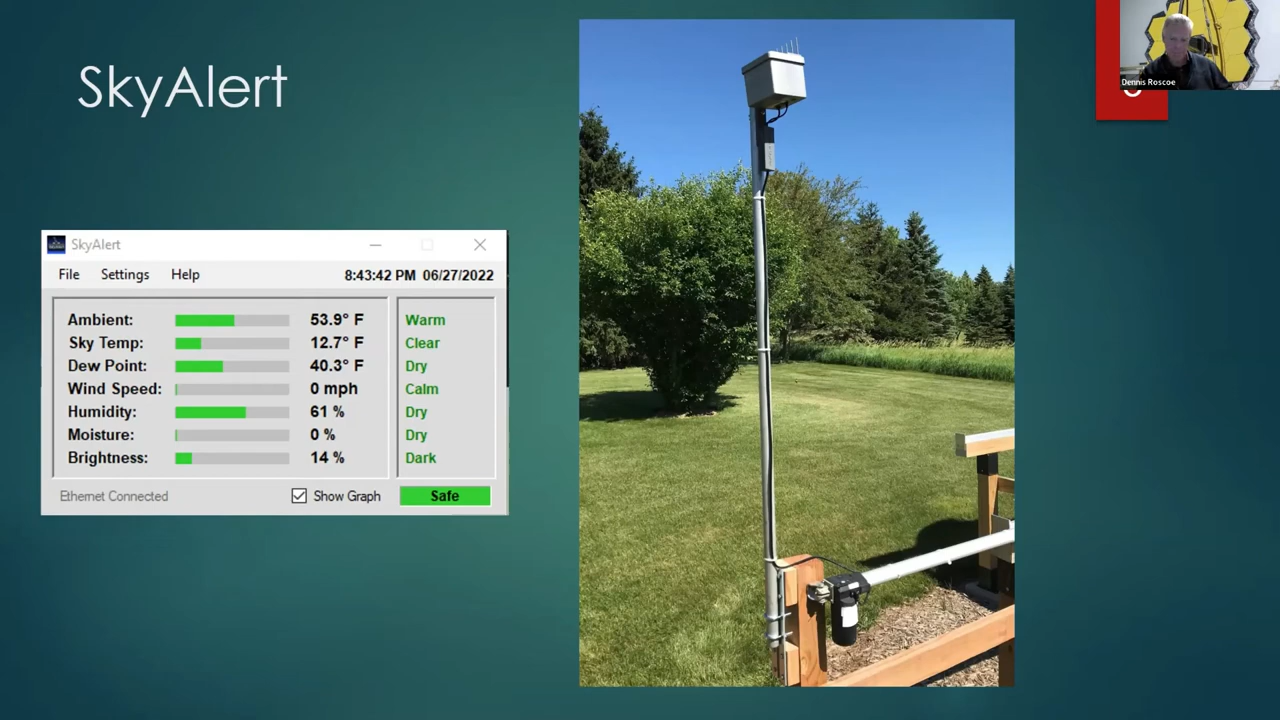 SkyAlert
Dennis Roscoe
SkyAlert
File Settings Help 8:43:42 PM 06/27/2022
Ambient: 53.9° F Warm
Sky Temp: 12.7° F Clear
Dew Point: 40.3° F Dry
Wind Speed: 0 mph Calm
Humidity: 61 % Dry
Moisture: 0 % Dry
Brightness: 14 % Dark
Ethernet Connected Show Graph Safe